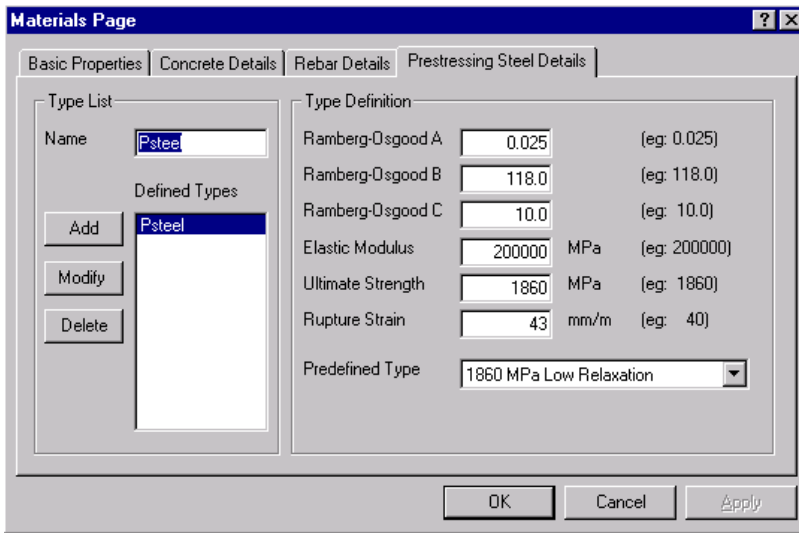 Materials Page
Basic Properties Concrete Details Rebar Details Prestressing Steel Details
Type List
Name Psteel
Defined Types
Psteel
Add
Modify
Delete
Type Definition
Ramberg-Osgood A 0.025 (eg: 0.025)
Ramberg-Osgood B 118.0 (eg: 118.0)
Ramberg-Osgood C 10.0 (eg: 10.0)
Elastic Modulus 200000 MPa (eg: 200000)
Ultimate Strength 1860 MPa (eg: 1860)
Rupture Strain 43 mm/m (eg: 40)
Predefined Type 1860 MPa Low Relaxation
OK Cancel Apply